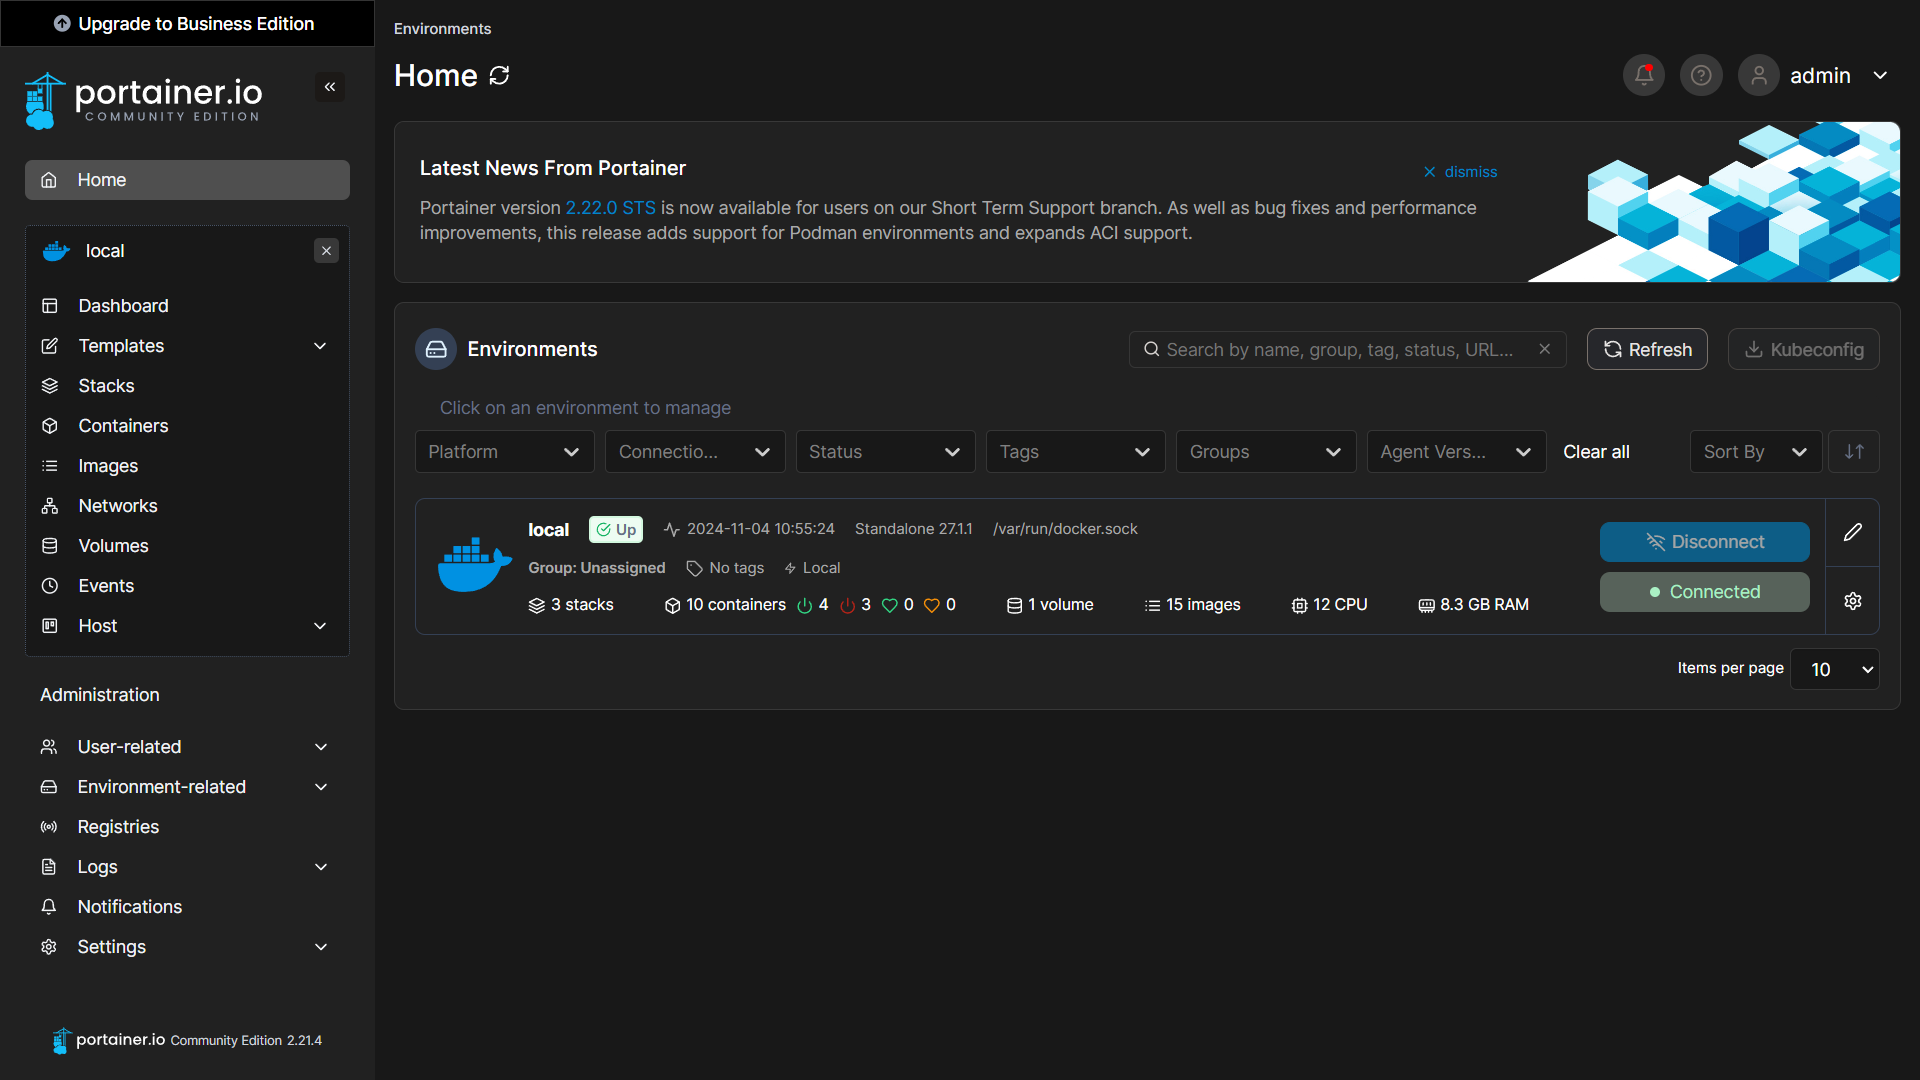 Upgrade to Business Edition
portainer.io
COMMUNITY EDITION
Home
local
Dashboard
Templates
Stacks
Containers
Images
Networks
Volumes
Events
Host
Administration
User-related
Environment-related
Registries
Logs
Notifications
Settings
portainer.io Community Edition 2.21.4
Environments
Home
admin
Latest News From Portainer
dismiss
Portainer version 2.22.0 STS is now available for users on our Short Term Support branch. As well as bug fixes and performance
improvements, this release adds support for Podman environments and expands ACI support.
Environments
Search by name, group, tag, status, URL...
Refresh
Kubeconfig
Click on an environment to manage
Platform
Connectio...
Status
Tags
Groups
Agent Vers...
Clear all
Sort By
local Up 2024-11-04 10:55:24 Standalone 27.1.1 /var/run/docker.sock
Group: Unassigned No tags Local
3 stacks 10 containers 4 3 0 0 1 volume 15 images 12 CPU 8.3 GB RAM
Disconnect
Connected
Items per page 10